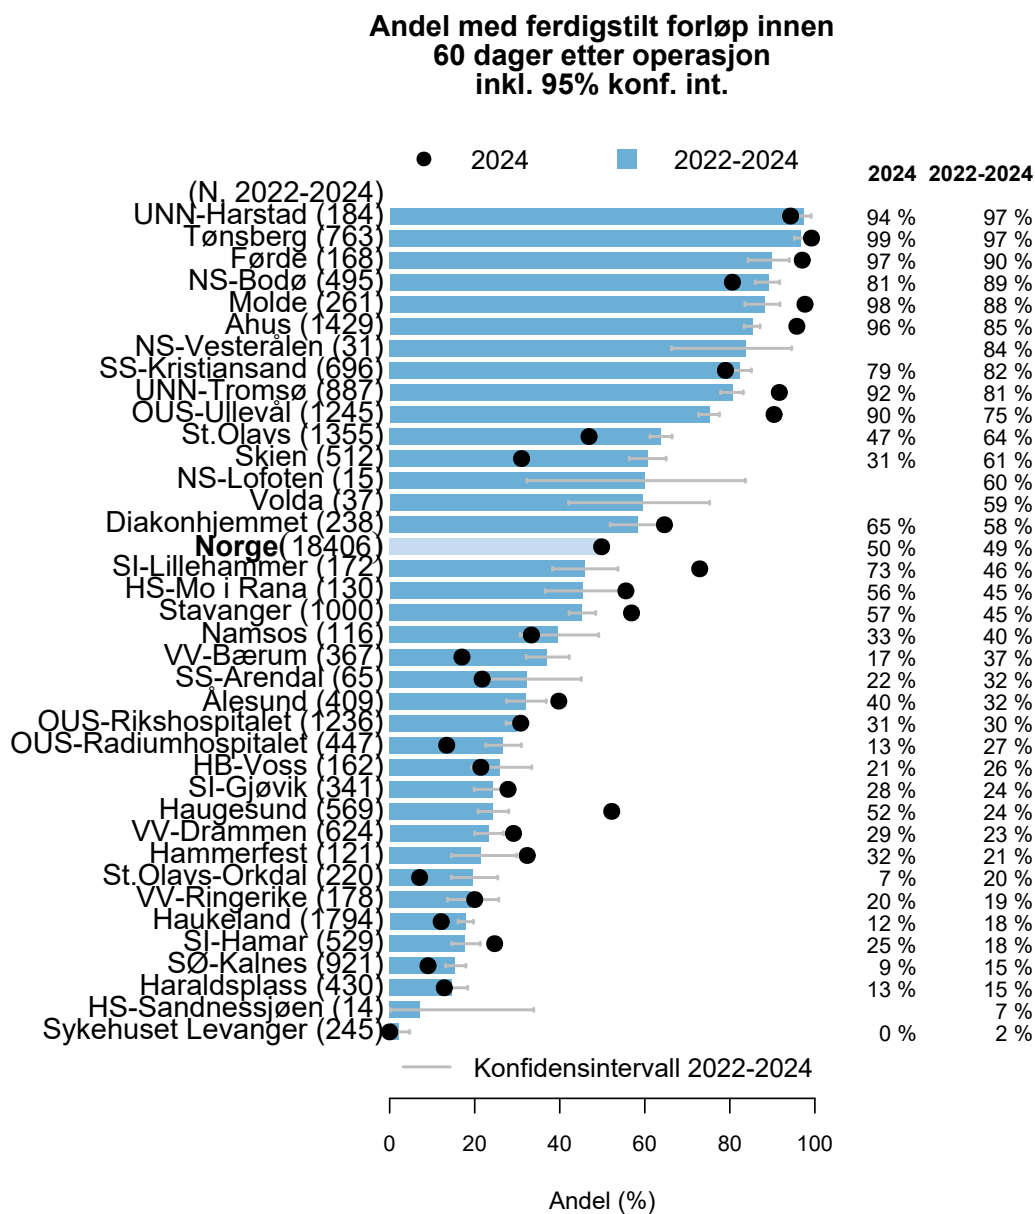 Andel med ferdigstilt forløp innen
60 dager etter operasjon
inkl. 95% konf. int.
2024 2022-2024 2024 2022-2024
(N, 2022-2024)
UNN-Harstad (184) 94 % 97 %
Tønsberg (763) 99 % 97 %
Førde (168) 97 % 90 %
NS-Bodø (495) 81 % 89 %
Molde (261) 98 % 88 %
Ahus (1429) 96 % 85 %
NS-Vesterålen (31) 84 %
SS-Kristiansand (696) 79 % 82 %
UNN-Tromsø (887) 92 % 81 %
OUS-Ullevål (1245) 90 % 75 %
St.Olavs (1355) 47 % 64 %
Skien (512) 31 % 61 %
NS-Lofoten (15) 60 %
Volda (37) 59 %
Diakonhjemmet (238) 65 % 58 %
Norge(18406) 50 % 49 %
SI-Lillehammer (172) 73 % 46 %
HS-Mo i Rana (130) 56 % 45 %
Stavanger (1000) 57 % 45 %
Namsos (116) 33 % 40 %
VV-Bærum (367) 17 % 37 %
SS-Arendal (65) 22 % 32 %
Ålesund (409) 40 % 32 %
OUS-Rikshospitalet (1236) 31 % 30 %
OUS-Radiumhospitalet (447) 13 % 27 %
HB-Voss (162) 21 % 26 %
SI-Gjøvik (341) 28 % 24 %
Haugesund (569) 52 % 24 %
VV-Drammen (624) 29 % 23 %
Hammerfest (121) 32 % 21 %
St.Olavs-Orkdal (220) 7 % 20 %
VV-Ringerike (178) 20 % 19 %
Haukeland (1794) 12 % 18 %
SI-Hamar (529) 25 % 18 %
SØ-Kalnes (921) 9 % 15 %
Haraldsplass (430) 13 % 15 %
HS-Sandnessjøen (14) 7 %
Sykehuset Levanger (245) 0 % 2 %
Konfidensintervall 2022-2024
0 20 40 60 80 100
Andel (%)